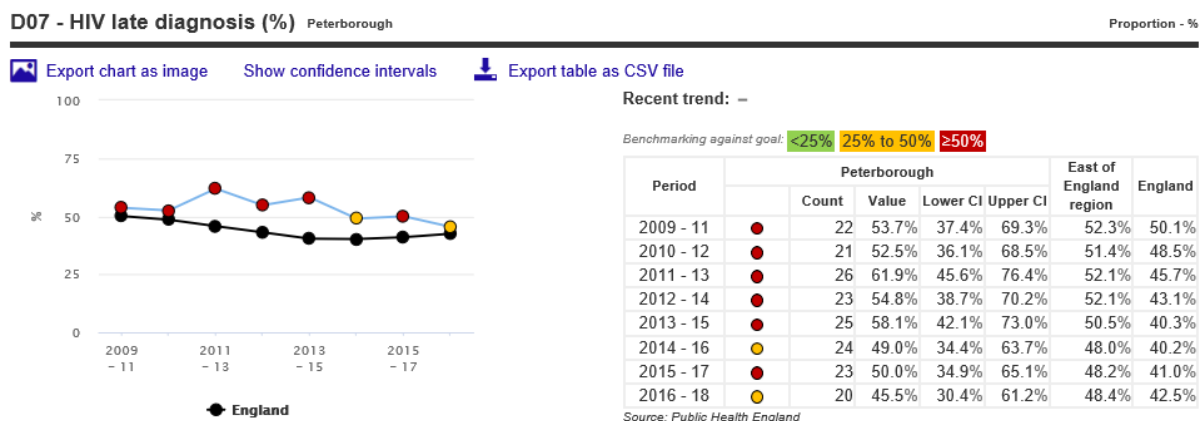 D07 - HIV late diagnosis (%) Peterborough Proportion - %
Export chart as image Show confidence intervals Export table as CSV file
100
75
50
25
0
%
2009 - 11
2011 - 13
2013 - 15
2015 - 17
England
Recent trend: –
Benchmarking against goal: <25% 25% to 50% ≥50%
Period Peterborough East of England region England
Count Value Lower CI Upper CI
2009 - 11 22 53.7% 37.4% 69.3% 52.3% 50.1%
2010 - 12 21 52.5% 36.1% 68.5% 51.4% 48.5%
2011 - 13 26 61.9% 45.6% 76.4% 52.1% 45.7%
2012 - 14 23 54.8% 38.7% 70.2% 52.1% 43.1%
2013 - 15 25 58.1% 42.1% 73.0% 50.5% 40.3%
2014 - 16 24 49.0% 34.4% 63.7% 48.0% 40.2%
2015 - 17 23 50.0% 34.9% 65.1% 48.2% 41.0%
2016 - 18 20 45.5% 30.4% 61.2% 48.4% 42.5%
Source: Public Health England